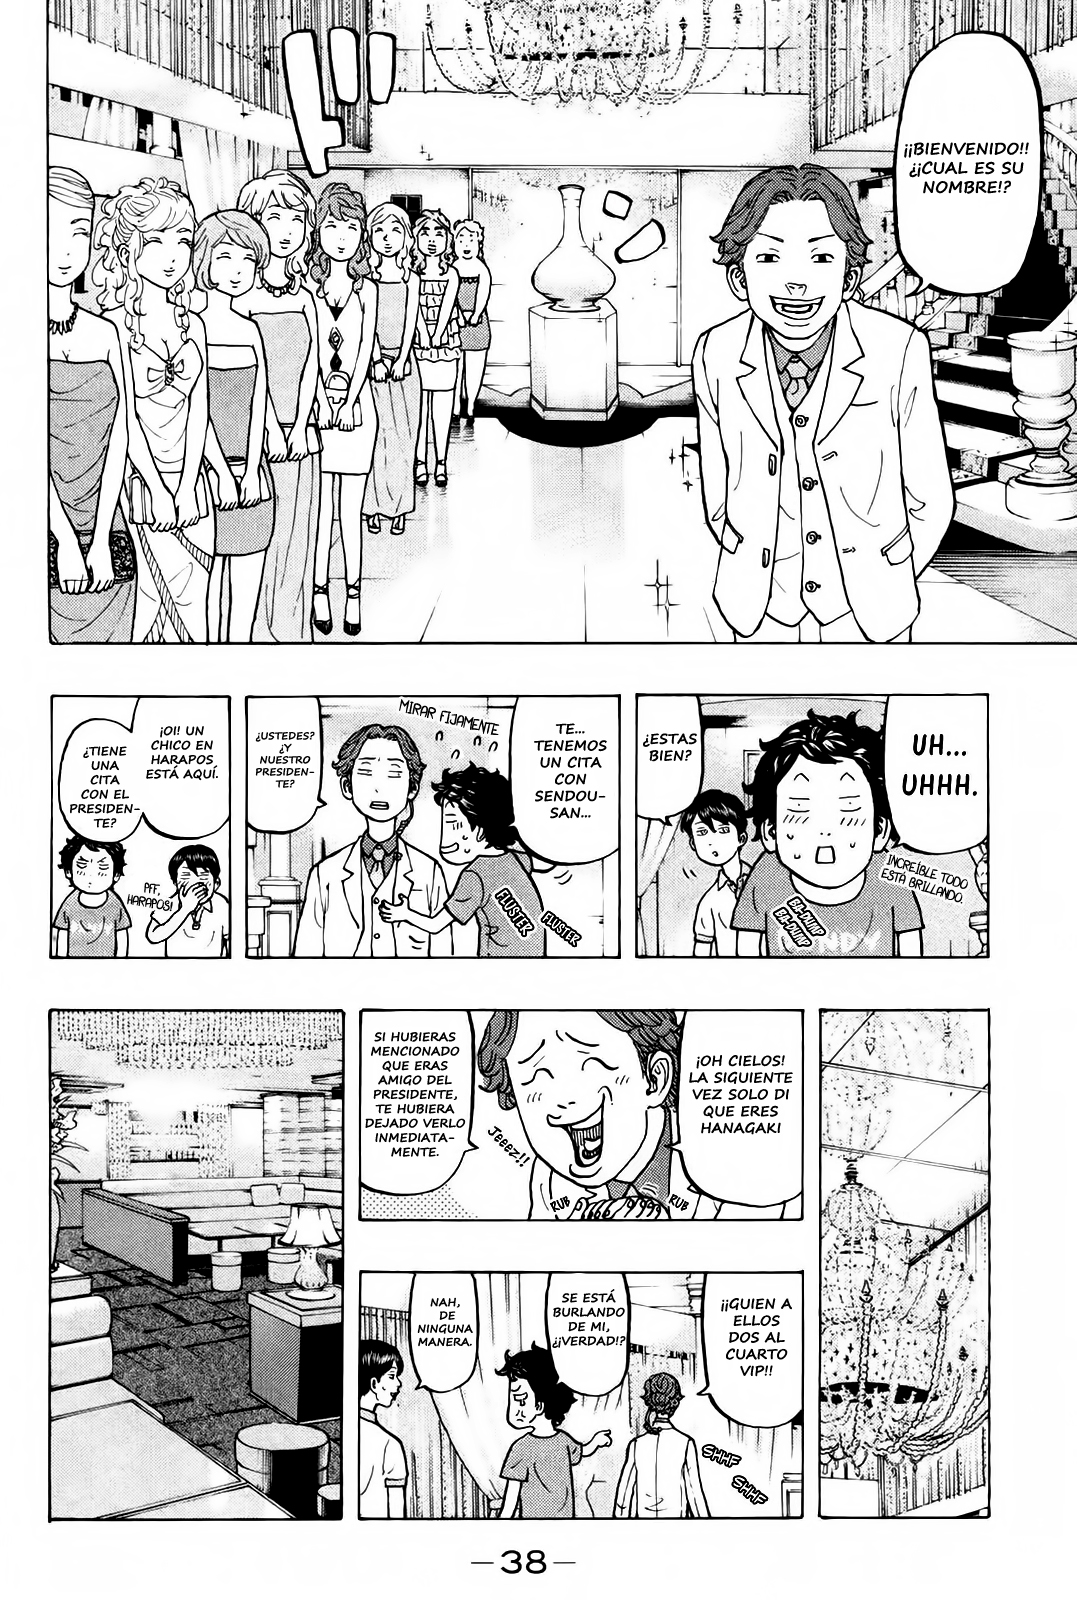 ドン
¡¡BIENVENIDO!!
¿¡CUAL ES SU
NOMBRE!?
UH...
UHHH.
INCREÍBLE TODO
ESTÁ BRILLANDO.
BA-DUMP
BA-DUMP
¿ESTAS
BIEN?
TE...
TENEMOS
UN CITA
CON
SENDOU-
SAN...
MIRAR FIJAMENTE
FLUSTER
FLUSTER
¿USTEDES?
¿Y
NUESTRO
PRESIDEN-
TE?
¡OI! UN
CHICO EN
HARAPOS
ESTÁ AQUÍ.
¿TIENE
UNA
CITA
CON EL
PRESIDEN-
TE?
PFF,
HARAPOS!
¡OH CIELOS!
LA SIGUIENTE
VEZ SOLO DI
QUE ERES
HANAGAKI
SI HUBIERAS
MENCIONADO
QUE ERAS
AMIGO DEL
PRESIDENTE,
TE HUBIERA
DEJADO VERLO
INMEDIATA-
MENTE.
Jeeez!!
RUB
RUB
¡¡GUIEN A
ELLOS
DOS AL
CUARTO
VIP!!
SE ESTÁ
BURLANDO
DE MI,
¿¡VERDAD!?
NAH,
DE
NINGUNA
MANERA.
SHHF
SHHF
—38—